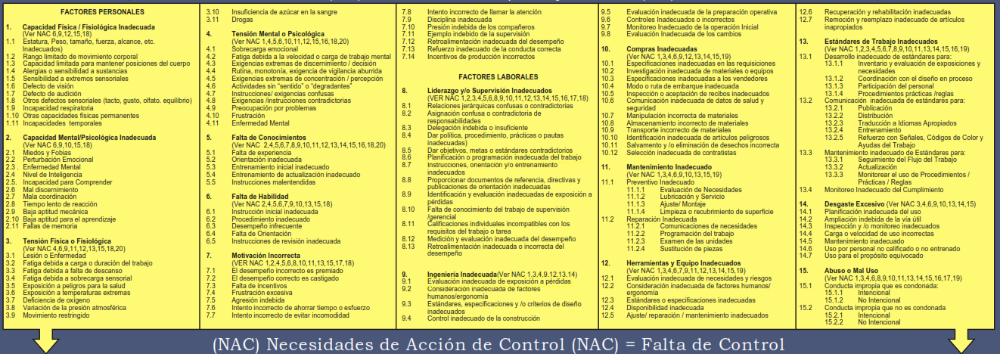 FACTORES PERSONALES
1. Capacidad Física / Fisiológica Inadecuada
(Ver NAC 6,9,12,15,18)
1.1 Estatura, Peso, tamaño, fuerza, alcance, etc.
Inadecuados)
1.2 Rango limitado de movimiento corporal
1.3 Capacidad limitada para mantener posiciones del cuerpo
1.4 Alergias o sensibilidad a sustancias
1.5 Sensibilidad a extremos sensoriales
1.6 Defecto de visión
1.7 Defecto de audición
1.8 Otros defectos sensoriales (tacto, gusto, olfato. equilibrio)
1.9 Incapacidad respiratoria
1.10 Otras capacidades físicas permanentes
1.11 Incapacidades temporales
2. Capacidad Mental/Psicológica Inadecuada
(Ver NAC 6,9,10,15,18)
2.1 Miedos y Fobias
2.2 Perturbación Emocional
2.3 . Enfermedad Mental
2.4 Nivel de Inteligencia
2.5. Incapacidad para Comprender
2.6 Mal discernimiento
2.7 Mala coordinación
2.8 Tiempo lento de reacción
2.9 Baja aptitud mecánica
2.10 Baja aptitud para el aprendizaje
2.11 Fallas de memoria
3. Tensión Física o Fisiológica
(Ver NAC 4,6,9,11,12,13,15,18,20)
3.1 Lesión o Enfermedad
3.2 Fatiga debida a carga o duración del trabajo
3.3 Fatiga debida a falta de descanso
3.4 Fatiga debida a sobrecarga sensorial
3.5 Exposición a peligros para la salud
3.6 Exposición a temperaturas extremas
3.7 Deficiencia de oxígeno
3.8 Variación de la presión atmosférica
3.9 Movimiento restringido
3.10 Insuficiencia de azúcar en la sangre
3.11 Drogas
4. Tensión Mental o Psicológica
(Ver NAC 1,4,5,6,10,11,12,15,16,18,20)
4.1 Sobrecarga emocional
4.2 Fatiga debida a la velocidad o carga de trabajo mental
4.3 Exigencias extremas de discernimiento / decisión
4.4 Rutina, monotonía, exigencia de vigilancia aburrida
4.5 Exigencias extremas de concentración / percepción
4.6 Actividades sin “sentido” o “degradantes”
4.7 Instrucciones/ exigencias confusas
4.8 Exigencias /instrucciones contradictorias
4.9 Preocupación por problemas
4.10 Frustración
4.11 Enfermedad Mental
5. Falta de Conocimientos
(Ver NAC 2,4,5,6,7,8,9,10,11,12,13,14,15,16,18,20)
5.1 Falta de experiencia
5.2 Orientación inadecuada
5.3 Entrenamiento inicial inadecuado
5.4 Entrenamiento de actualización inadecuado
5.5 Instrucciones malentendidas
6. Falta de Habilidad
(Ver NAC 2,4,5,6,7,9,10,13,15,18)
6.1 Instrucción inicial inadecuada
6.2 Procedimiento inadecuado
6.3 Desempeño infrecuente
6.4 Falta de Orientación
6.5 Instrucciones de revisión inadecuada
7. Motivación Incorrecta
(VER NAC 1,2,4,5,6,8,10,11,13,15,17,18)
7.1 El desempeño incorrecto es premiado
7.2 El desempeño correcto es castigado
7.3 Falta de incentivos
7.4 Frustración excesiva
7.5 Agresión indebida
7.6 Intento incorrecto de ahorrar tiempo o esfuerzo
7.7 Intento incorrecto de evitar incomodidad
7.8 Intento incorrecto de llamar la atención
7.9 Disciplina inadecuada
7.10 Presión indebida de los compañeros
7.11 Ejemplo indebido de la supervisión
7.12 Retroalimentación inadecuada del desempeño
7.13 Refuerzo inadecuado de la conducta correcta
7.14 Incentivos de producción incorrectos
FACTORES LABORALES
8. Liderazgo y/o Supervisión Inadecuados
(VER NAC 1,2,3,4,5,6,8,9,10,11,12,13,14,15,16,17,18)
8.1 Relaciones jerárquicas confusas o contradictorias
8.2 Asignación confusa o contradictoria de
responsabilidades
8.3 Delegación indebida o insuficiente
8.4 Dar política, procedimiento, prácticas o pautas
inadecuadas)
8.5 Dar objetivos, metas o estándares contradictorios
8.6 Planificación o programación inadecuada del trabajo
8.7 Instrucciones, orientación y/o entrenamiento
inadecuados
8.8 Proporcionar documentos de referencia, directivas y
publicaciones de orientación inadecuadas
8.9 Identificación y evaluación inadecuadas de exposición a
pérdidas
8.10 Falta de conocimiento del trabajo de supervisión
/gerencial
8.11 Calificaciones individuales incompatibles con los
requisitos del trabajo o tarea
8.12 Medición y evaluación inadecuada del desempeño
8.13 Retroalimentación inadecuada o incorrecta del
desempeño
9. Ingeniería Inadecuada(Ver NAC 1,3,4,9,12,13,14)
9.1 Evaluación inadecuada de exposición a pérdidas
9.2 Consideración inadecuada de factores
humanos/ergonomía
9.3 Estándares, especificaciones y /o criterios de diseño
inadecuados
9.4 Control inadecuado de la construcción
9.5 Evaluación inadecuada de la preparación operativa
9.6 Controles Inadecuados o incorrectos
9.7 Monitoreo Inadecuado de la operación Inicial
9.8 Evaluación Inadecuada de los cambios
10. Compras Inadecuadas
(Ver NAC 1,3,4,6,9,12,13,14,15,19)
10.1 Especificaciones inadecuadas en las requisiciones
10.2 Investigación inadecuada de materiales o equipos
10.3 Especificaciones inadecuadas a los vendedores
10.4 Modo o ruta de embarque inadecuada
10.5 Inspección o aceptación de recibos inadecuados
10.6 Comunicación inadecuada de datos de salud y
seguridad
10.7 Manipulación incorrecta de materiales
10.8 Almacenamiento incorrecto de materiales
10.9 Transporte incorrecto de materiales
10.10 Identificación inadecuada de artículos peligrosos
10.11 Salvamento y /o eliminación de desechos incorrecta
10.12 Selección inadecuada de contratistas
11. Mantenimiento Inadecuado
(Ver NAC 1,3,4,6,9,10,13,15,19)
11.1 Preventivo Inadecuado
11.1.1 Evaluación de Necesidades
11.1.2 Lubricación y Servicio
11.1.3 Ajuste/ Montaje
11.1.4 Limpieza o recubrimiento de superficie
11.2 Reparación Inadecuada
11.2.1 Comunicaciones de necesidades
11.2.2 Programación del trabajo
11.2.3 Examen de las unidades
11.2.4 Sustitución de piezas
12. Herramientas y Equipo Inadecuados
(Ver NAC 1,3,4,6,7,9,11,12,13,14,15,19)
12.1 Evaluación inadecuada de necesidades y riesgos
12.2 Consideración inadecuada de factores humanos/
ergonomía
12.3 Estándares o especificaciones inadecuadas
12.4 Disponibilidad inadecuada
12.5 Ajuste/ reparación / mantenimiento inadecuados
12.6 Recuperación y rehabilitación inadecuadas
12.7 Remoción y reemplazo inadecuado de artículos
inapropiados
13. Estándares de Trabajo Inadecuados
(Ver NAC 1,2,3,4,5,6,7,8,9,10,11,13,14,15,16,19)
13.1 Desarrollo inadecuado de estándares para:
13.1.1 Inventario y evaluación de exposiciones y
necesidades
13.1.2 Coordinación con el diseño en proceso
13.1.3 Participación del personal
13.1.4 Procedimientos prácticas /reglas
13.2 Comunicación inadecuada de estándares para:
13.2.1 Publicación
13.2.2 Distribución
13.2.3 Traducción a Idiomas Apropiados
13.2.4 Entrenamiento
13.2.5 Refuerzo con Señales, Códigos de Color y
Ayudas del Trabajo
13.3 Mantenimiento inadecuado de Estándares para:
13.3.1 Seguimiento del Flujo del Trabajo
13.3.2 Actualización
13.3.3 Monitorear el uso de Procedimientos /
Prácticas / Reglas
13.4 Monitoreo Inadecuado del Cumplimiento
14. Desgaste Excesivo (Ver NAC 3,4,6,9,10,13,14,15)
14.1 Planificación inadecuada del uso
14.2 Ampliación indebida de la vía útil
14.3 Inspección y /o monitoreo inadecuados
14.4 Carga o velocidad de uso incorrectas
14.5 Mantenimiento inadecuado
14.6 Uso por personal no calificado o no entrenado
14.7 Uso para el propósito equivocado
15. Abuso o Mal Uso
(Ver NAC 1,3,4,6,8,9,10,11,13,14,15,16,17,19)
15.1 Conducta impropia que es condonada:
15.1.1 Intencional
15.1.2 No Intencional
15.2 Conducta impropia que no es condonada
15.2.1 Intencional
15.2.2 No Intencional
(NAC) Necesidades de Acción de Control (NAC) = Falta de Control